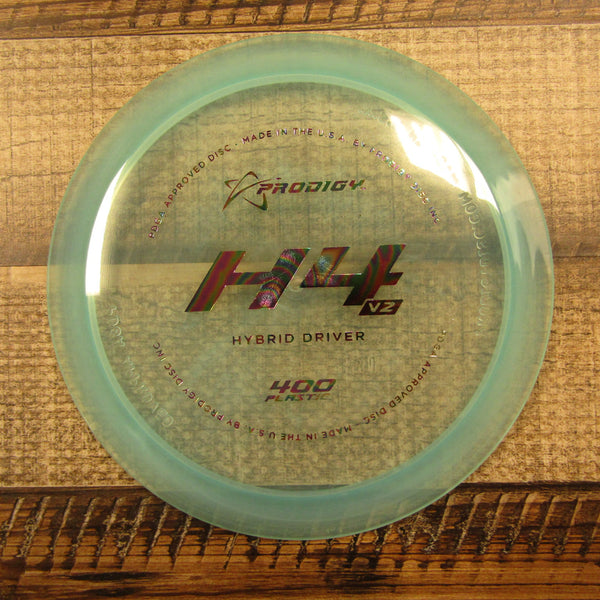 PDGA APPROVED DISC - MADE IN THE U.S.A. BY PRODIGY DISC INC.
PRODIGY
H4
V2
HYBRID DRIVER
400
PLASTIC
PDGA APPROVED DISC - MADE IN THE U.S.A. BY PRODIGY DISC INC.